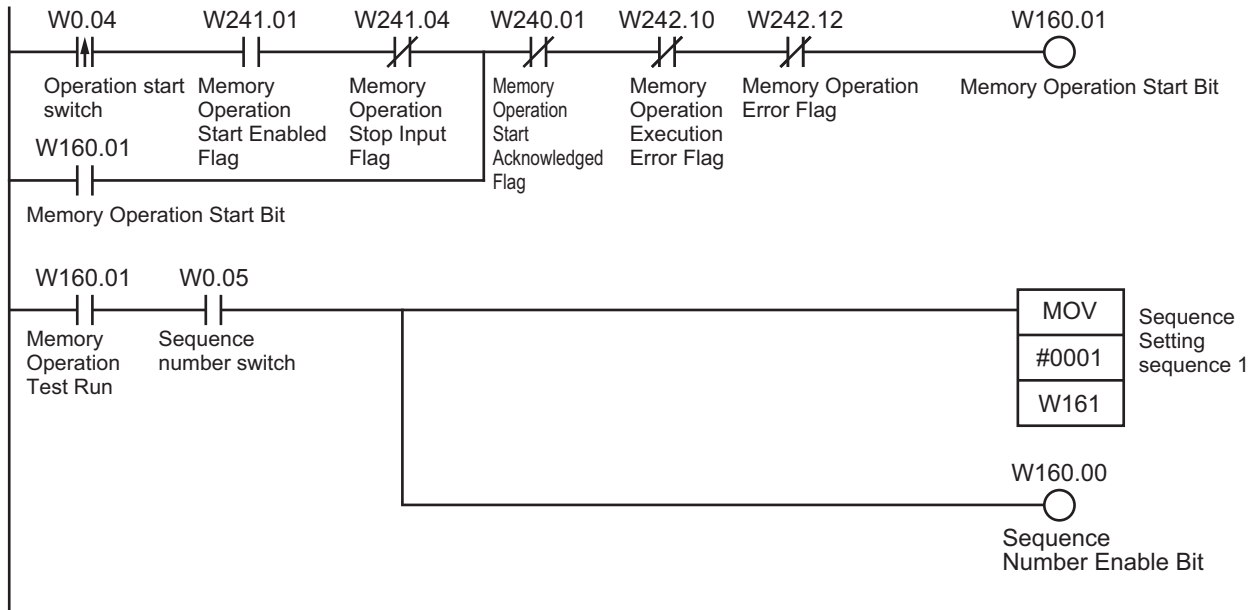 W0.04 W241.01 W241.04 W240.01 W242.10 W242.12 W160.01
Operation start
switch
Memory
Operation
Start Enabled
Flag
Memory
Operation
Stop Input
Flag
Memory
Operation
Start
Acknowledged
Flag
Memory
Operation
Execution
Error Flag
Memory Operation
Error Flag
Memory Operation Start Bit
W160.01
Memory Operation Start Bit
W160.01 W0.05
Memory
Operation
Test Run
Sequence
number switch
MOV
#0001
W161
Sequence
Setting
sequence 1
W160.00
Sequence
Number Enable Bit